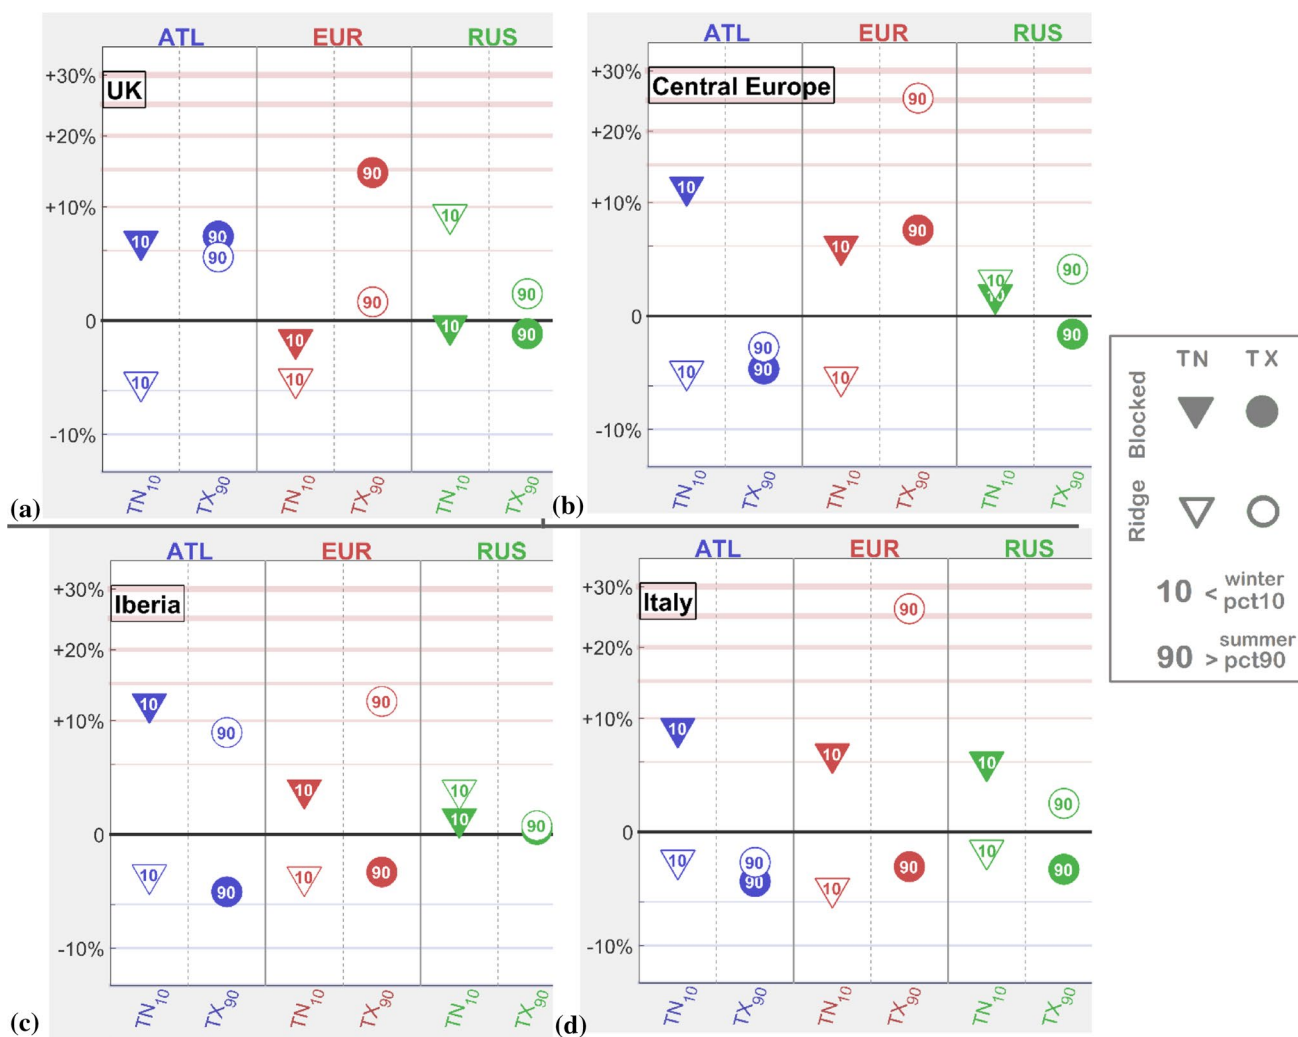 ATL EUR RUS
+30%
UK
+20%
90
+10%
10 90 10
90
90 90
0
10 10 90
10 10
-10%
TN10 TX90 TN10 TX90 TN10 TX90
(a)
ATL EUR RUS
+30%
Central Europe 90
+20%
10
+10%
90
10
90
10
10
0
90 90
10 90 10
-10%
TN10 TX90 TN10 TX90 TN10 TX90
(b)
TN TX
Blocked
Ridge
10 < winter pct10
90 > summer pct90
ATL EUR RUS
+30%
Iberia
+20%
10 90
+10%
90
10 10
10 90
0
10 90 10 90
-10%
TN10 TX90 TN10 TX90 TN10 TX90
(c)
ATL EUR RUS
+30%
Italy 90
+20%
+10%
10
10 10
90
0
10 90 10
90 90 90
10
-10%
TN10 TX90 TN10 TX90 TN10 TX90
(d)